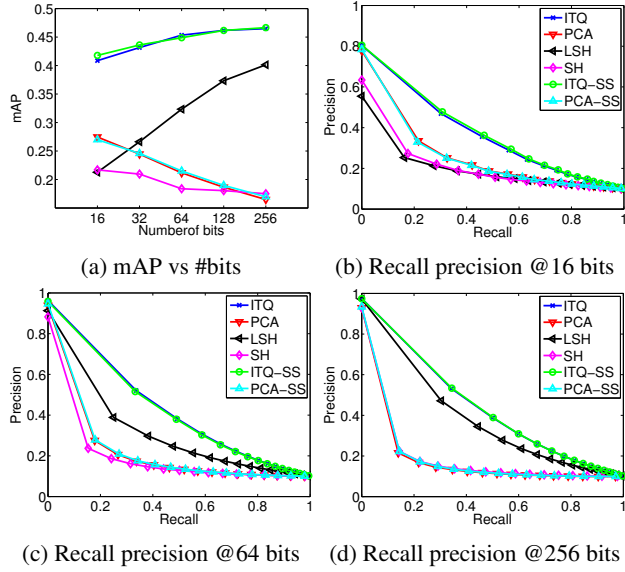 0.5
0.45
0.4
0.35
0.3
0.25
0.2
mAP
16 32 64 128 256
Numberof bits
(a) mAP vs #bits
1
0.8
0.6
0.4
0.2
0
Precision
0 0.2 0.4 0.6 0.8 1
Recall
ITQ
PCA
LSH
SH
ITQ-SS
PCA-SS
(b) Recall precision @16 bits
1
0.8
0.6
0.4
0.2
0
Precision
0 0.2 0.4 0.6 0.8 1
Recall
ITQ
PCA
LSH
SH
ITQ-SS
PCA-SS
(c) Recall precision @64 bits
1
0.8
0.6
0.4
0.2
0
Precision
0 0.2 0.4 0.6 0.8 1
Recall
ITQ
PCA
LSH
SH
ITQ-SS
PCA-SS
(d) Recall precision @256 bits